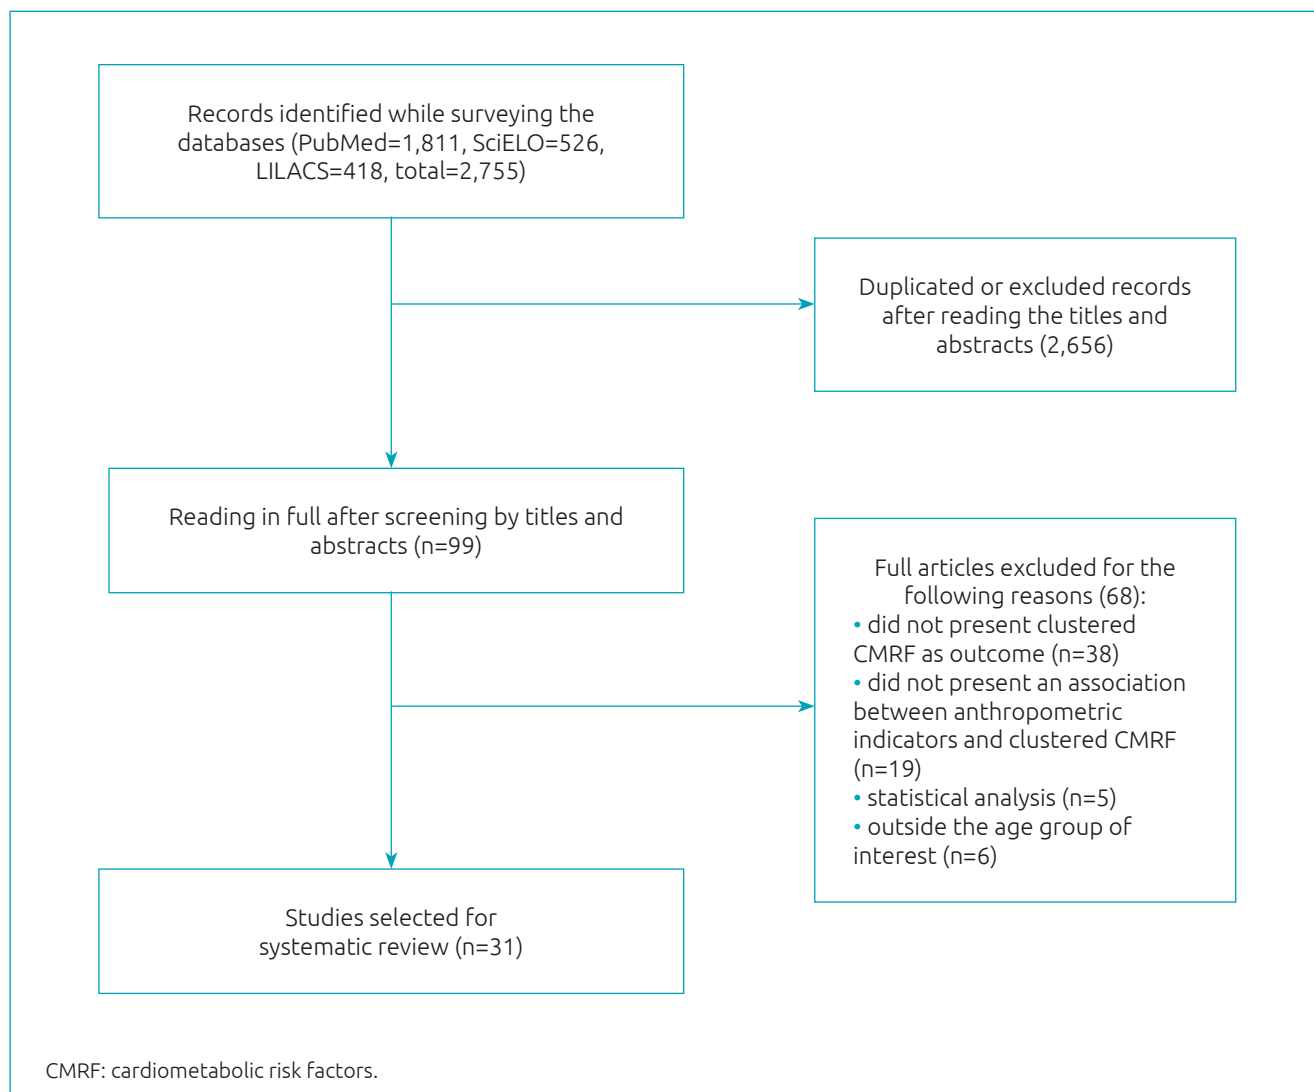 Records identified while surveying the
databases (PubMed=1,811, SciELO=526,
LILACS=418, total=2,755)
Duplicated or excluded records
after reading the titles and
abstracts (2,656)
Reading in full after screening by titles and
abstracts (n=99)
Full articles excluded for the
following reasons (68):
• did not present clustered
CMRF as outcome (n=38)
• did not present an association
between anthropometric
indicators and clustered CMRF
(n=19)
• statistical analysis (n=5)
• outside the age group of
interest (n=6)
Studies selected for
systematic review (n=31)
CMRF: cardiometabolic risk factors.